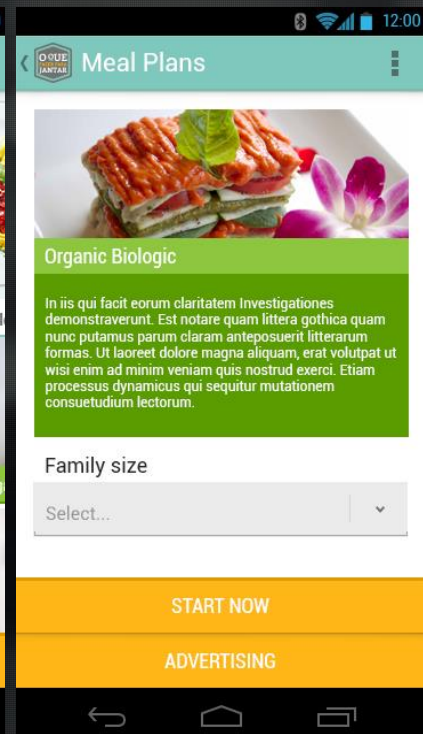 12:00
O QUE
JANTAR
Meal Plans
Organic Biologic
In iis qui facit eorum claritatem Investigationes
demonstraverunt. Est notare quam littera gothica quam
nunc putamus parum claram anteposuerit litterarum
formas. Ut laoreet dolore magna aliquam, erat volutpat ut
wisi enim ad minim veniam quis nostrud exerci. Etiam
processus dynamicus qui sequitur mutationem
consuetudium lectorum.
Family size
Select...
START NOW
ADVERTISING